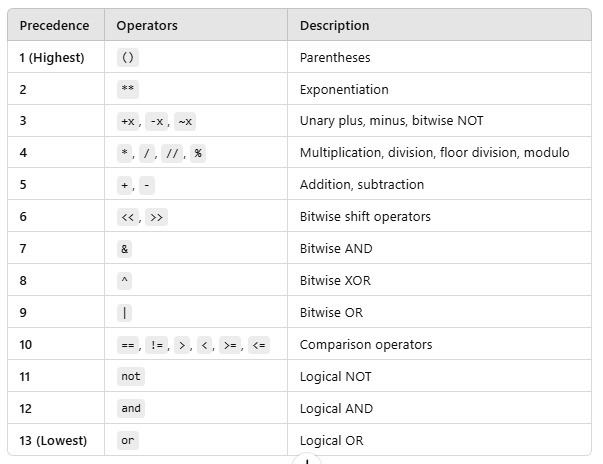 Precedence Operators Description
1 (Highest) () Parentheses
2 ** Exponentiation
3 +x, -x, ~x Unary plus, minus, bitwise NOT
4 *, /, //, % Multiplication, division, floor division, modulo
5 +, - Addition, subtraction
6 <<, >> Bitwise shift operators
7 & Bitwise AND
8 ^ Bitwise XOR
9 | Bitwise OR
10 ==, !=, >, <, >=, <= Comparison operators
11 not Logical NOT
12 and Logical AND
13 (Lowest) or Logical OR